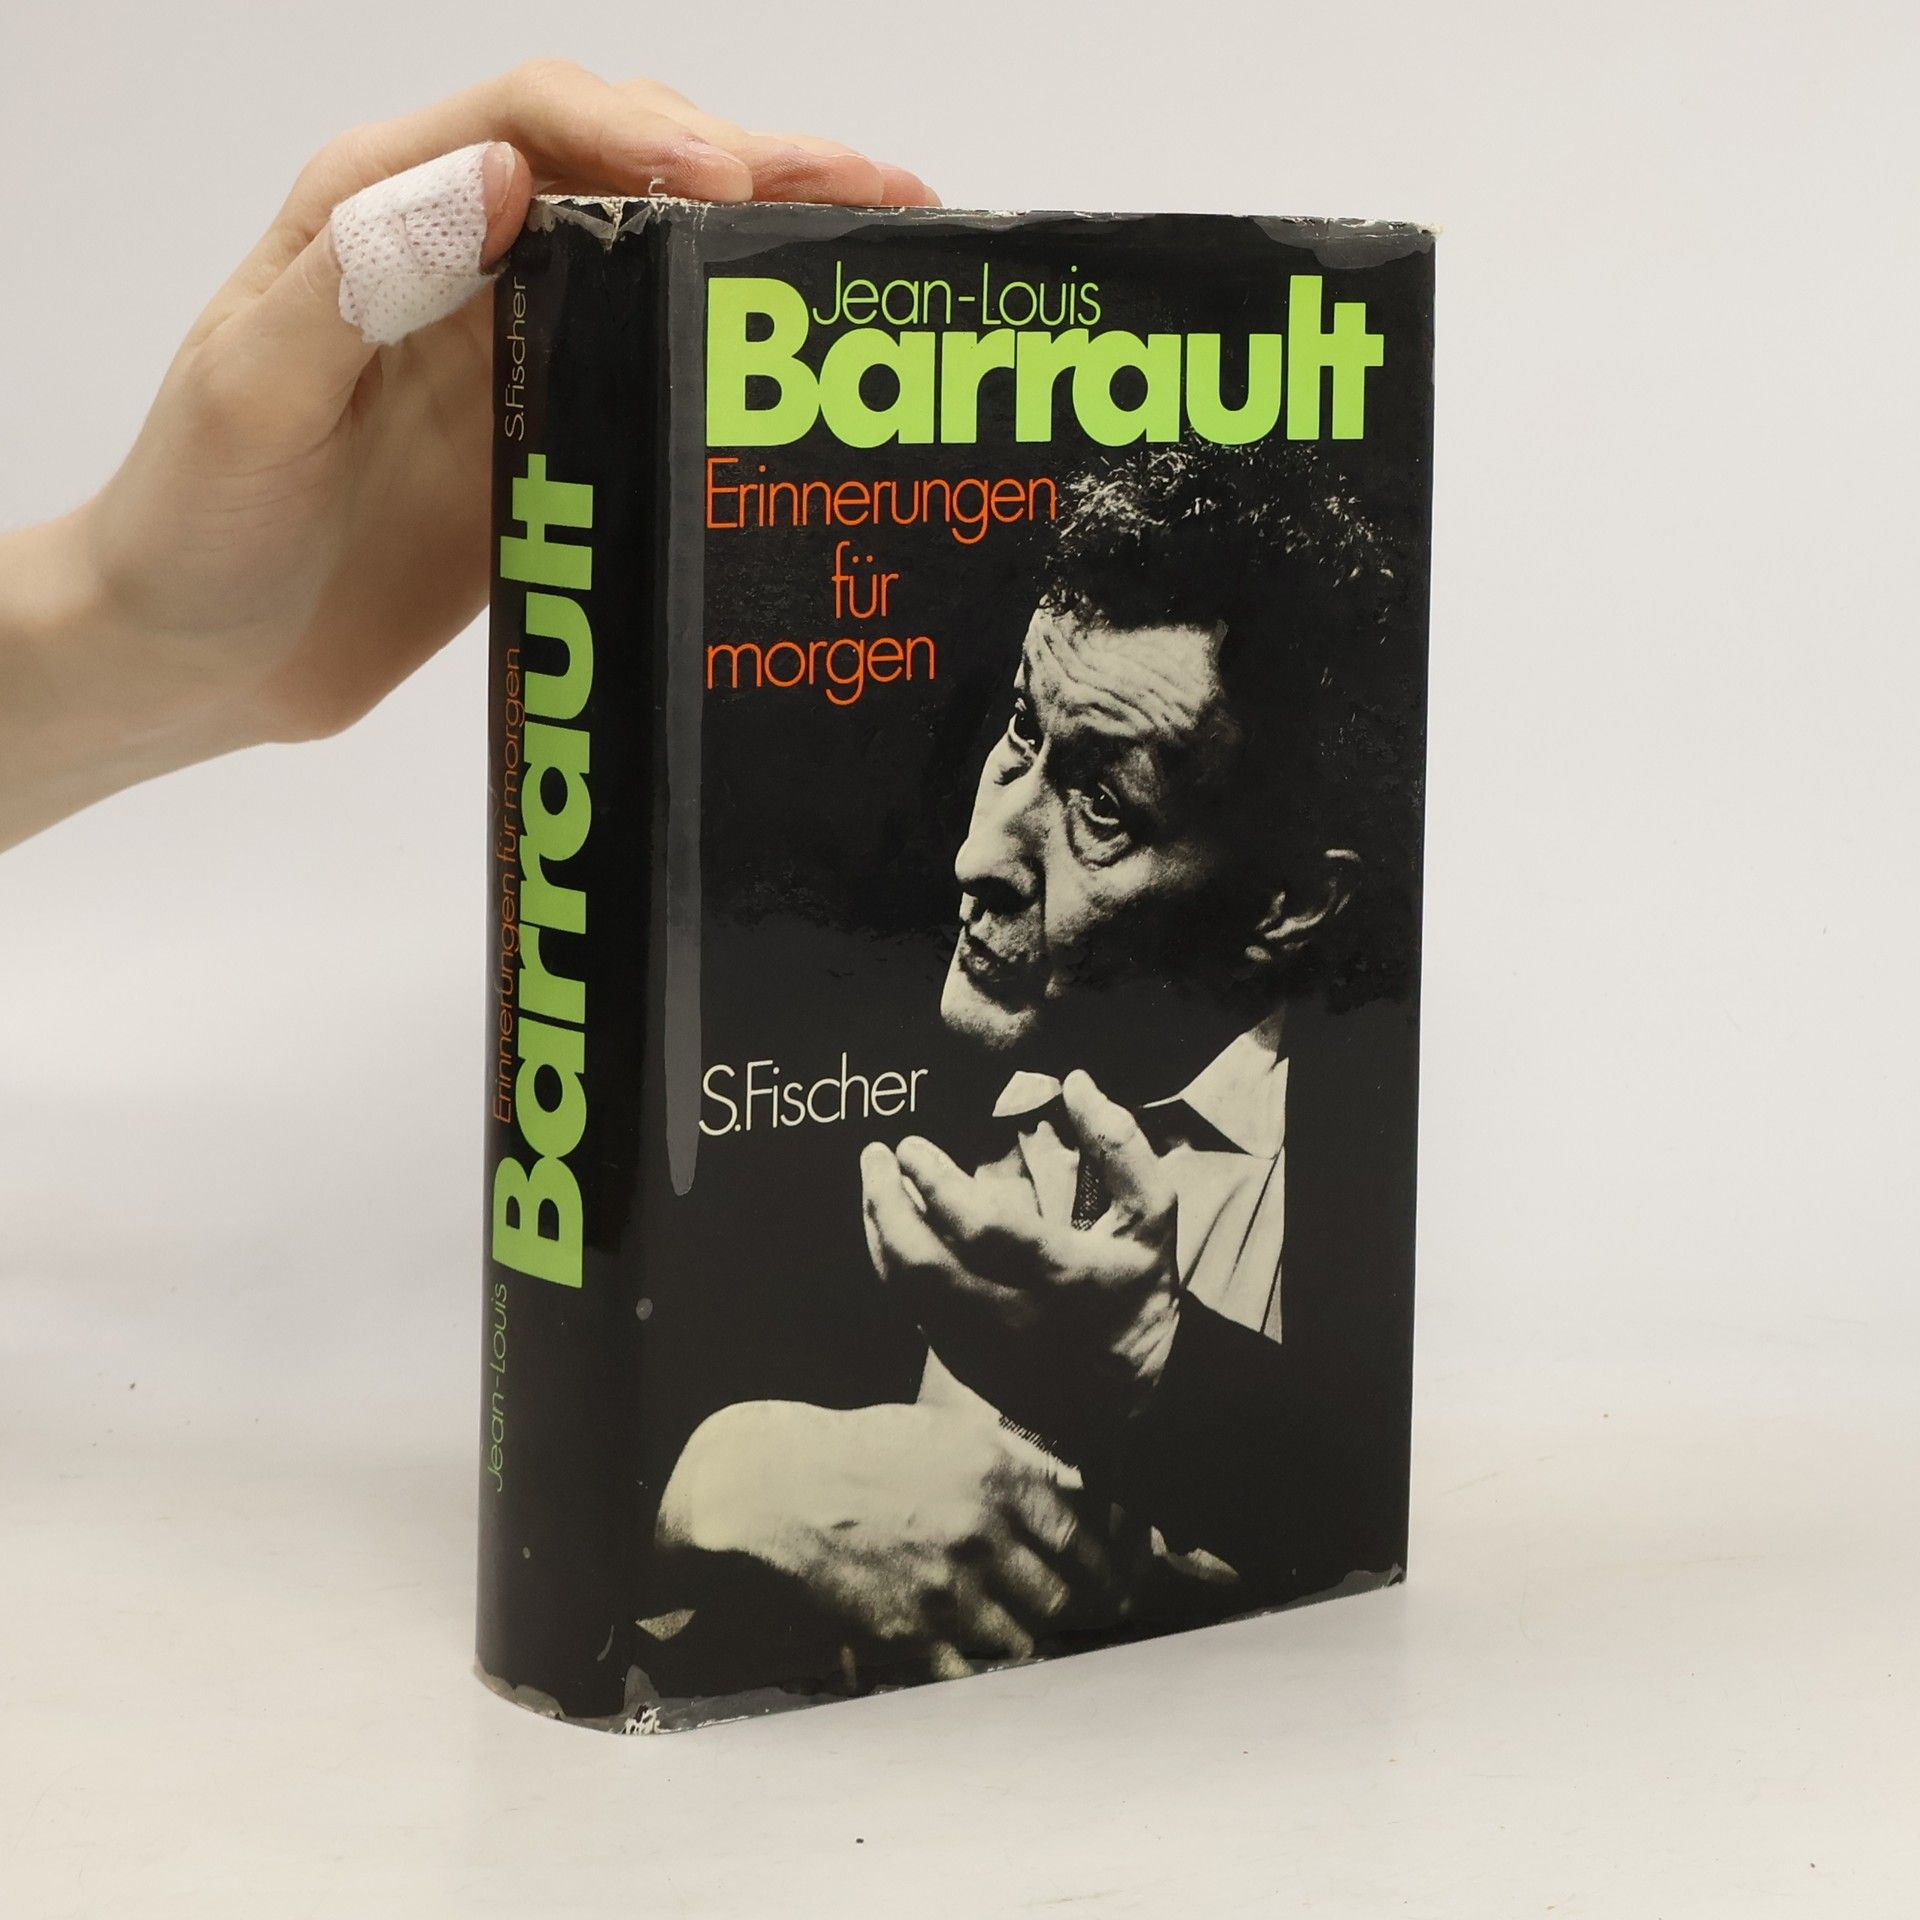 Jean-Louis
Barrault
Erinnerungen
für
morgen
S.Fischer
Jean-Louis
Barrault
Erinnerungen für morgen
S.Fischer